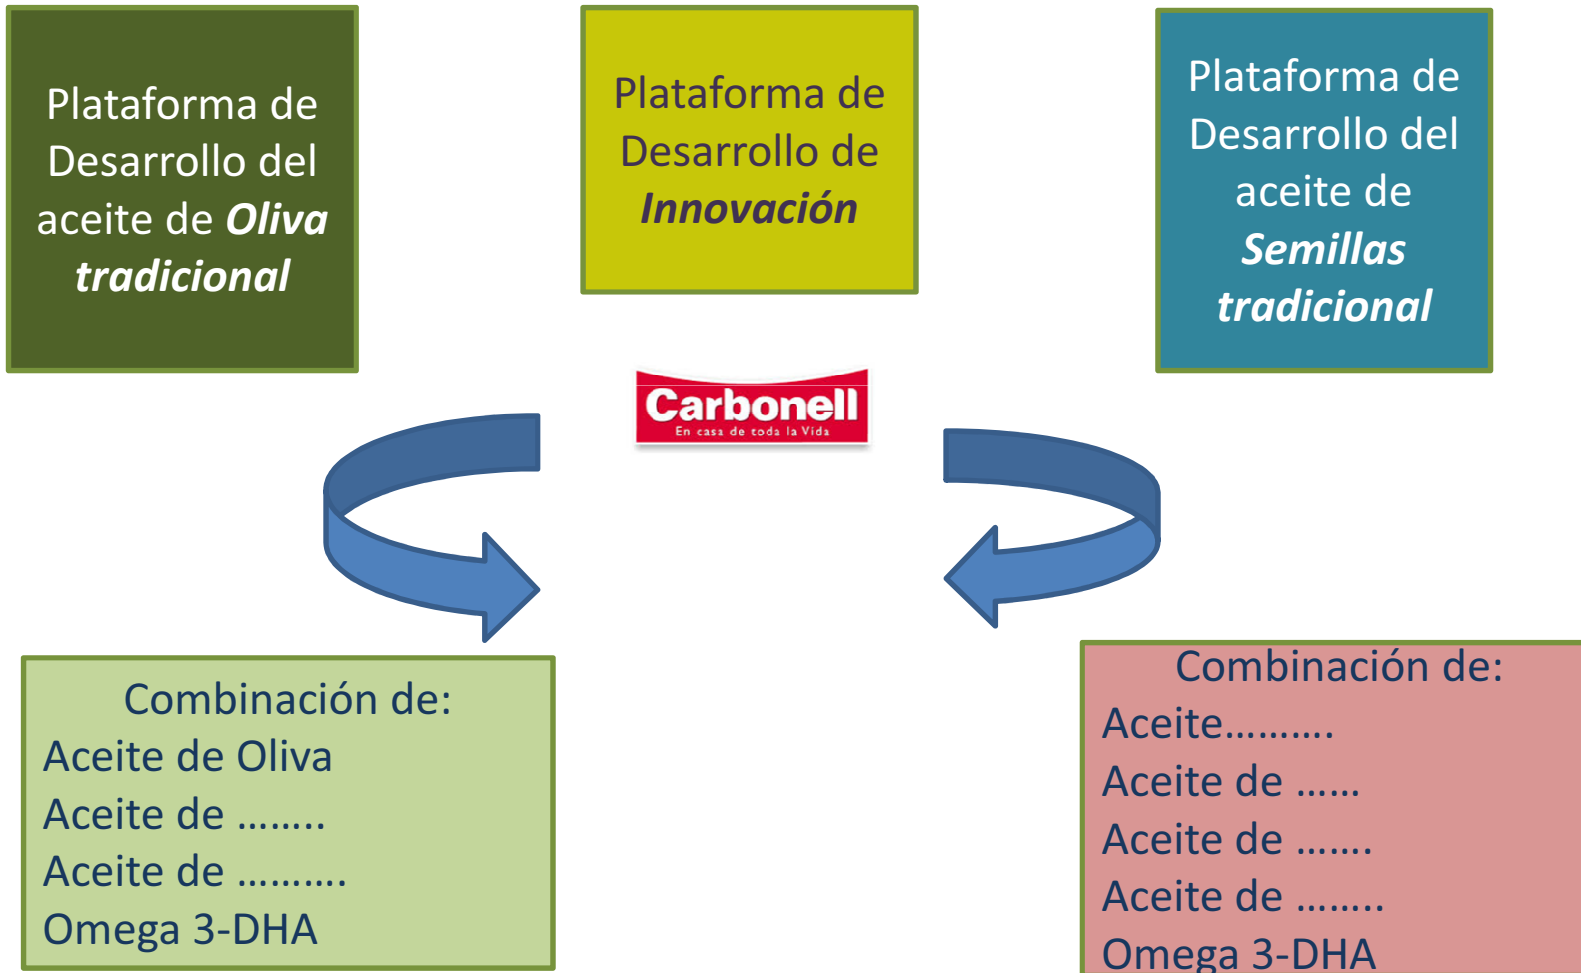 Plataforma de
Desarrollo del
aceite de Oliva
tradicional
Plataforma de
Desarrollo de
Innovación
Plataforma de
Desarrollo del
aceite de
Semillas
tradicional
Carbonell
En casa de toda la Vida
Combinación de:
Aceite de Oliva
Aceite de ……..
Aceite de ……….
Omega 3-DHA
Combinación de:
Aceite……….
Aceite de ……
Aceite de …….
Aceite de ……..
Omega 3-DHA